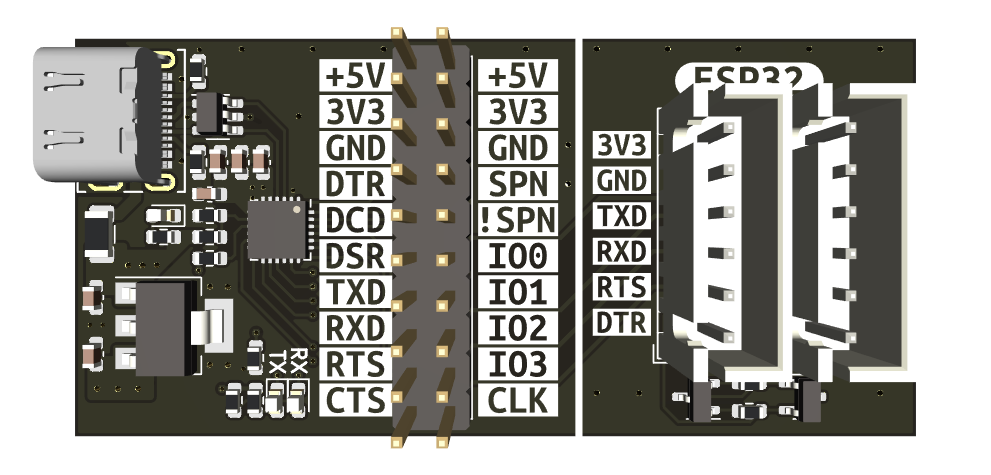 +5V
3V3
GND
DTR
DCD
DSR
TXD
RXD
RTS
CTS
+5V
3V3
GND
SPN
!SPN
IO0
IO1
IO2
IO3
CLK
TX
RX
ESP32
3V3
GND
TXD
RXD
RTS
DTR